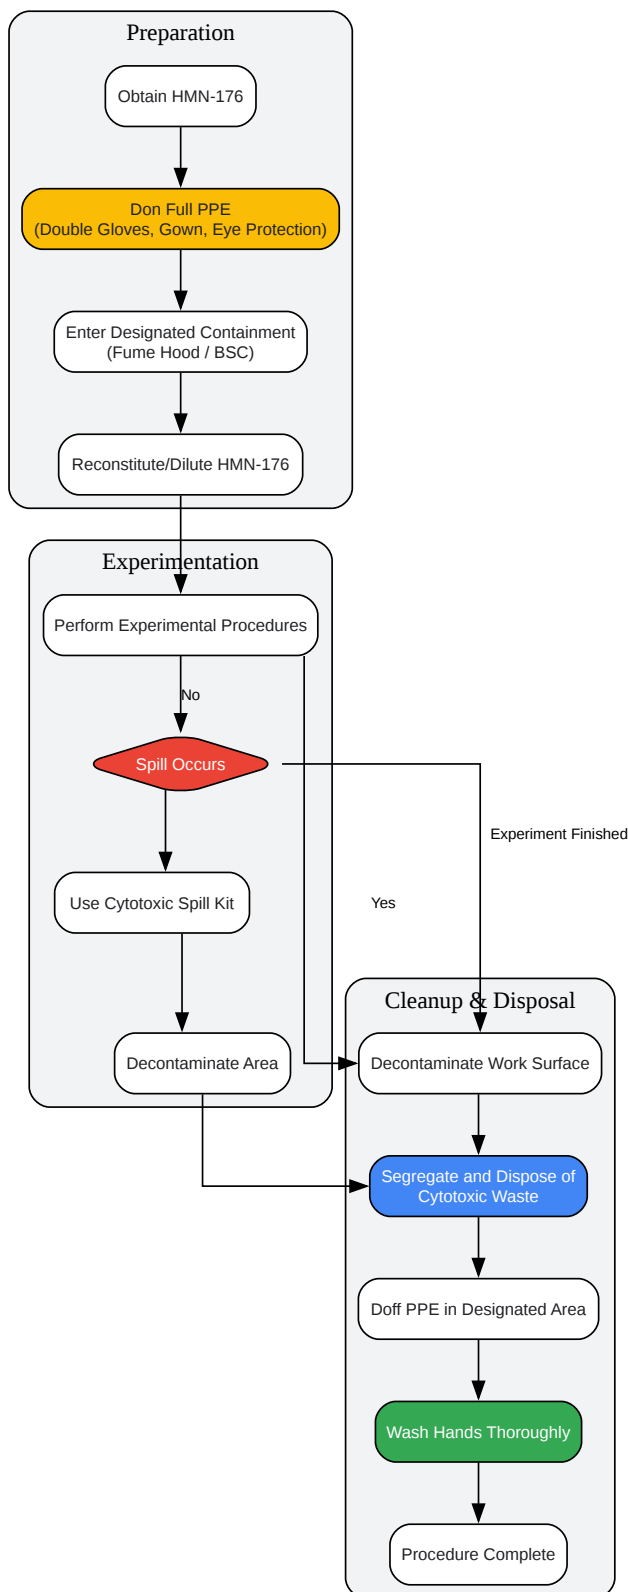 Preparation
Obtain HMN-176
Don Full PPE
(Double Gloves, Gown, Eye Protection)
Enter Designated Containment
(Fume Hood / BSC)
Reconstitute/Dilute HMN-176
Experimentation
Perform Experimental Procedures
No
Spill Occurs
Experiment Finished
Use Cytotoxic Spill Kit
Yes
Cleanup & Disposal
Decontaminate Area
Decontaminate Work Surface
Segregate and Dispose of
Cytotoxic Waste
Doff PPE in Designated Area
Wash Hands Thoroughly
Procedure Complete